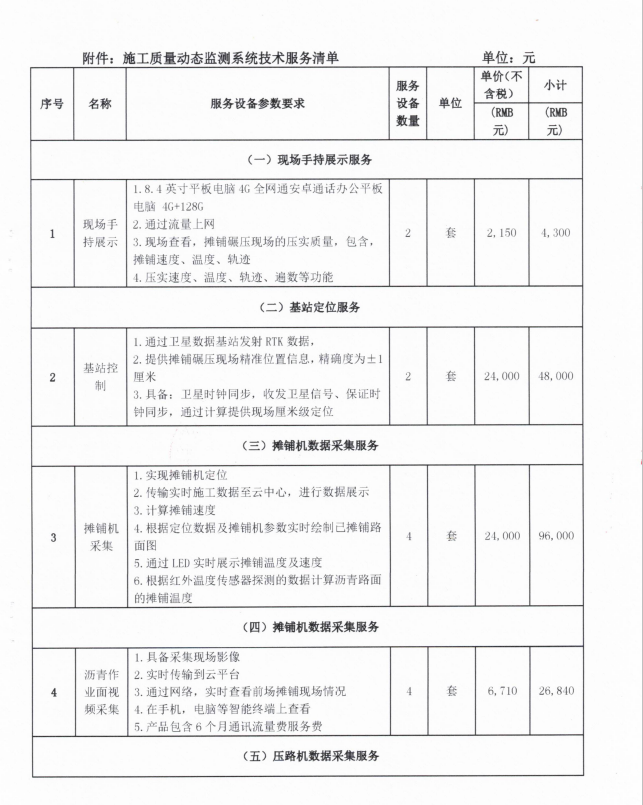 附件：施工质量动态监测系统技术服务清单 单位：元
序号 名称 服务设备参数要求 服务设备数量 单位 单价(不含税) (RMB元) 小计 (RMB元)
（一）现场手持展示服务
1 现场手持展示
1.8.4英寸平板电脑4G全网通安卓通话办公平板
电脑 4G+128G
2.通过流量上网
3.现场查看，摊铺碾压现场的压实质量，包含，
摊铺速度、温度、轨迹
4.压实速度、温度、轨迹、遍数等功能
2 套 2,150 4,300
（二）基站定位服务
2 基站控制
1.通过卫星数据基站发射RTK数据，
2.提供摊铺碾压现场精准位置信息，精确度为±1
厘米
3.具备：卫星时钟同步，收发卫星信号、保证时
钟同步，通过计算提供现场厘米级定位
2 套 24,000 48,000
（三）摊铺机数据采集服务
3 摊铺机采集
1.实现摊铺机定位
2.传输实时施工数据至云中心，进行数据展示
3.计算摊铺速度
4.根据定位数据及摊铺机参数实时绘制已摊铺路
面图
5.通过LED实时展示摊铺温度及速度
6.根据红外温度传感器探测的数据计算沥青路面
的摊铺温度
4 套 24,000 96,000
（四）摊铺机数据采集服务
4 沥青作业面视频采集
1.具备采集现场影像
2.实时传输到云平台
3.通过网络，实时查看前场摊铺现场情况
4.在手机，电脑等智能终端上查看
5.产品包含6个月通讯流量费服务费
4 套 6,710 26,840
（五）压路机数据采集服务